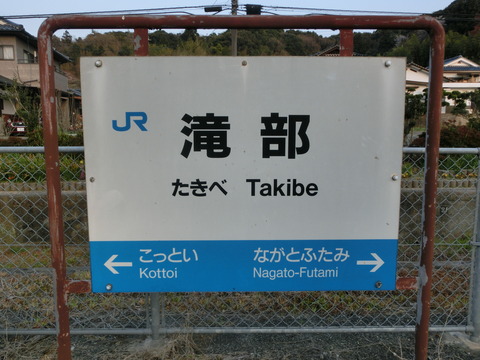 JR
滝部
たきべ Takibe
←こっとい ながとふたみ→
Kottoi Nagato-Futami